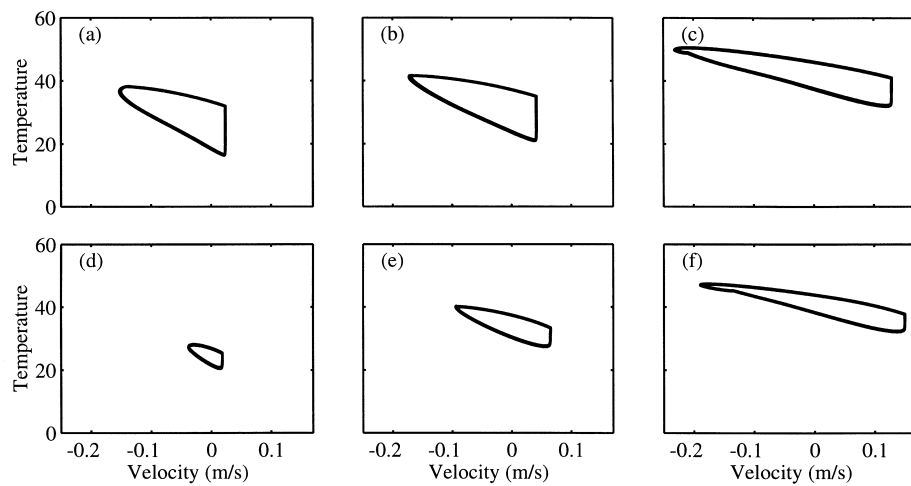 60 (a) (b) (c)
40
20
0
Temperature
60 (d) (e) (f)
40
20
0
Temperature
-0.2 -0.1 0 0.1 -0.2 -0.1 0 0.1 -0.2 -0.1 0 0.1
Velocity (m/s) Velocity (m/s) Velocity (m/s)